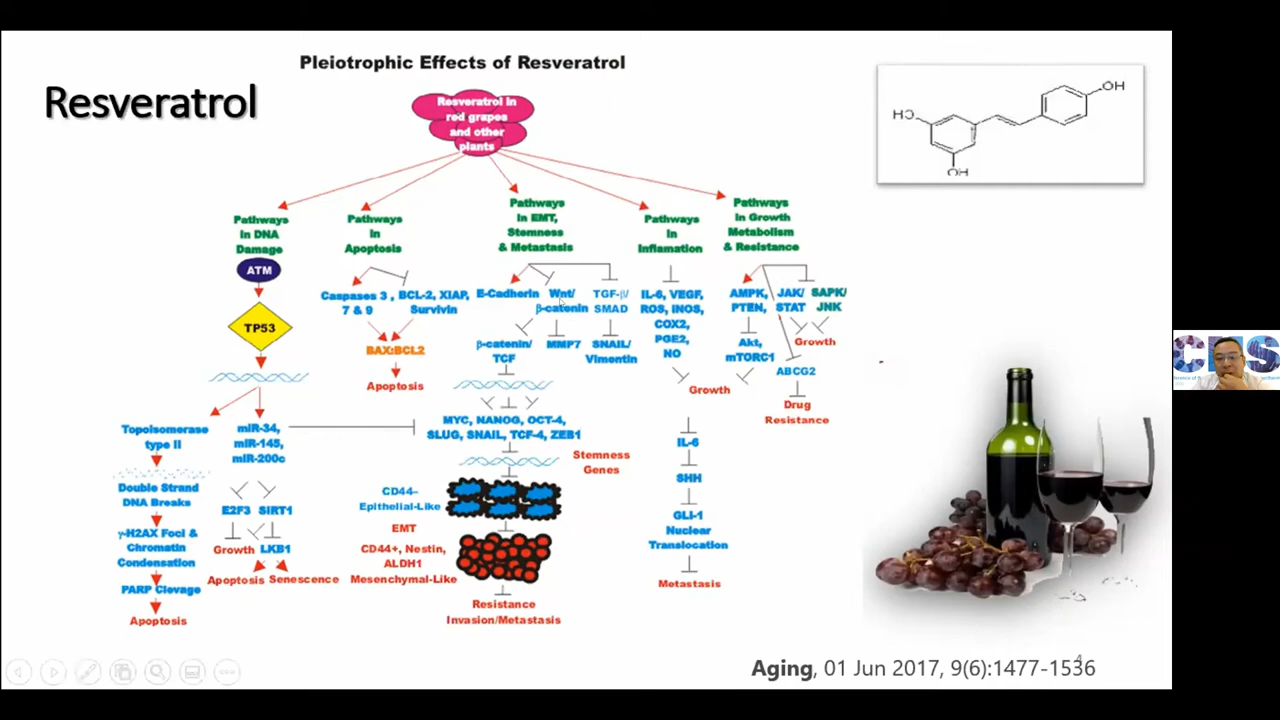 Pleiotrophic Effects of Resveratrol
Resveratrol
Resveratrol in
red grapes
and other
plants
OH
OH
Pathways
in DNA
Damage
Pathways
in
Apoptosis
Pathways
in EMT,
Stemness
& Metastasis
Pathways
in
Inflamation
Pathways
in Growth
Metabolism
& Resistance
ATM
TP53
Caspases 3 ,
7 & 9
BCL-2, XIAP,
Survivin
E-Cadherin
Wnt/
β-catenin
TGF-β/
SMAD
IL-6, VEGF,
ROS, iNOS,
COX2,
PGE2,
NO
AMPK,
PTEN,
JAK/
STAT
SAPK/
JNK
BAX:BCL2
Apoptosis
β-catenin/
TCF
MMP7
SNAIL/
Vimentin
Akt,
mTORC1
Growth
ABCG2
Growth
Drug
Resistance
Topoisomerase
type II
miR-34,
miR-145,
miR-200c
MYC, NANOG, OCT-4,
SLUG, SNAIL, TCF-4, ZEB1
Stemness
Genes
IL-6
SHH
GLI-1
Nuclear
Translocation
Metastasis
Double Strand
DNA Breaks
γ-H2AX Foci &
Chromatin
Condensation
PARP Clevage
Apoptosis
E2F3
SIRT1
Growth
LKB1
Apoptosis
Senescence
CD44–
Epithelial-Like
EMT
CD44+, Nestin,
ALDH1
Mesenchymal-Like
Resistance
Invasion/Metastasis
Aging, 01 Jun 2017, 9(6):1477-1536